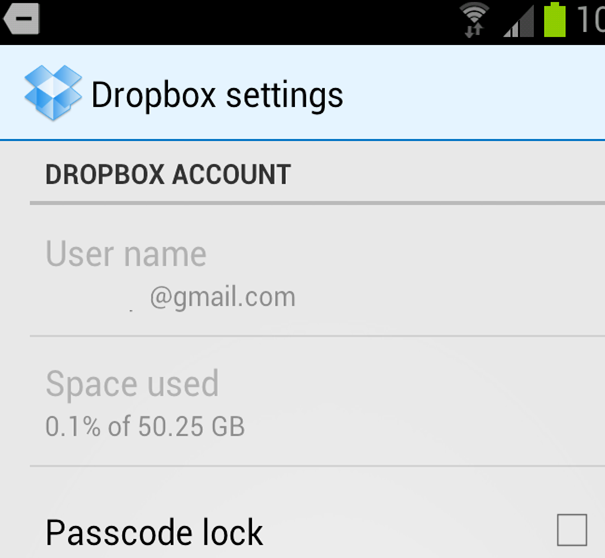 10
Dropbox settings
DROPBOX ACCOUNT
User name
@gmail.com
Space used
0.1% of 50.25 GB
Passcode lock